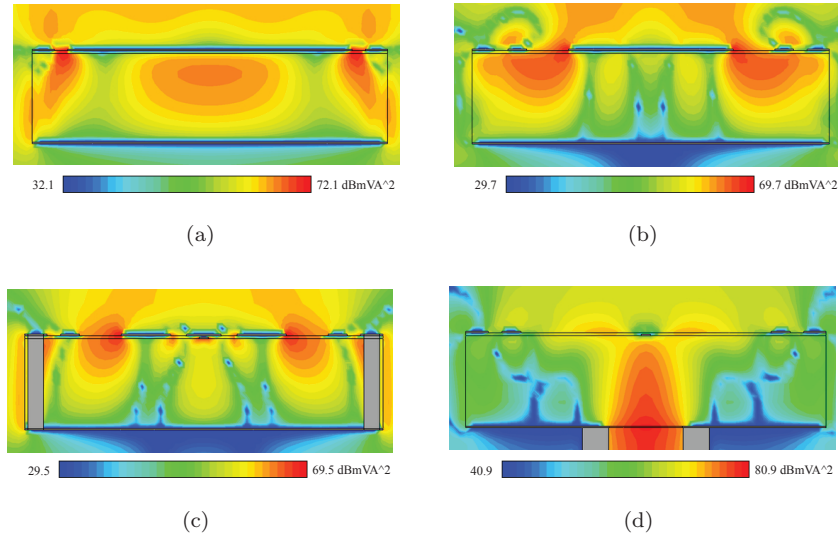 32.1 72.1 dBmVA^2
29.7 69.7 dBmVA^2
(a)
(b)
29.5 69.5 dBmVA^2
40.9 80.9 dBmVA^2
(c)
(d)